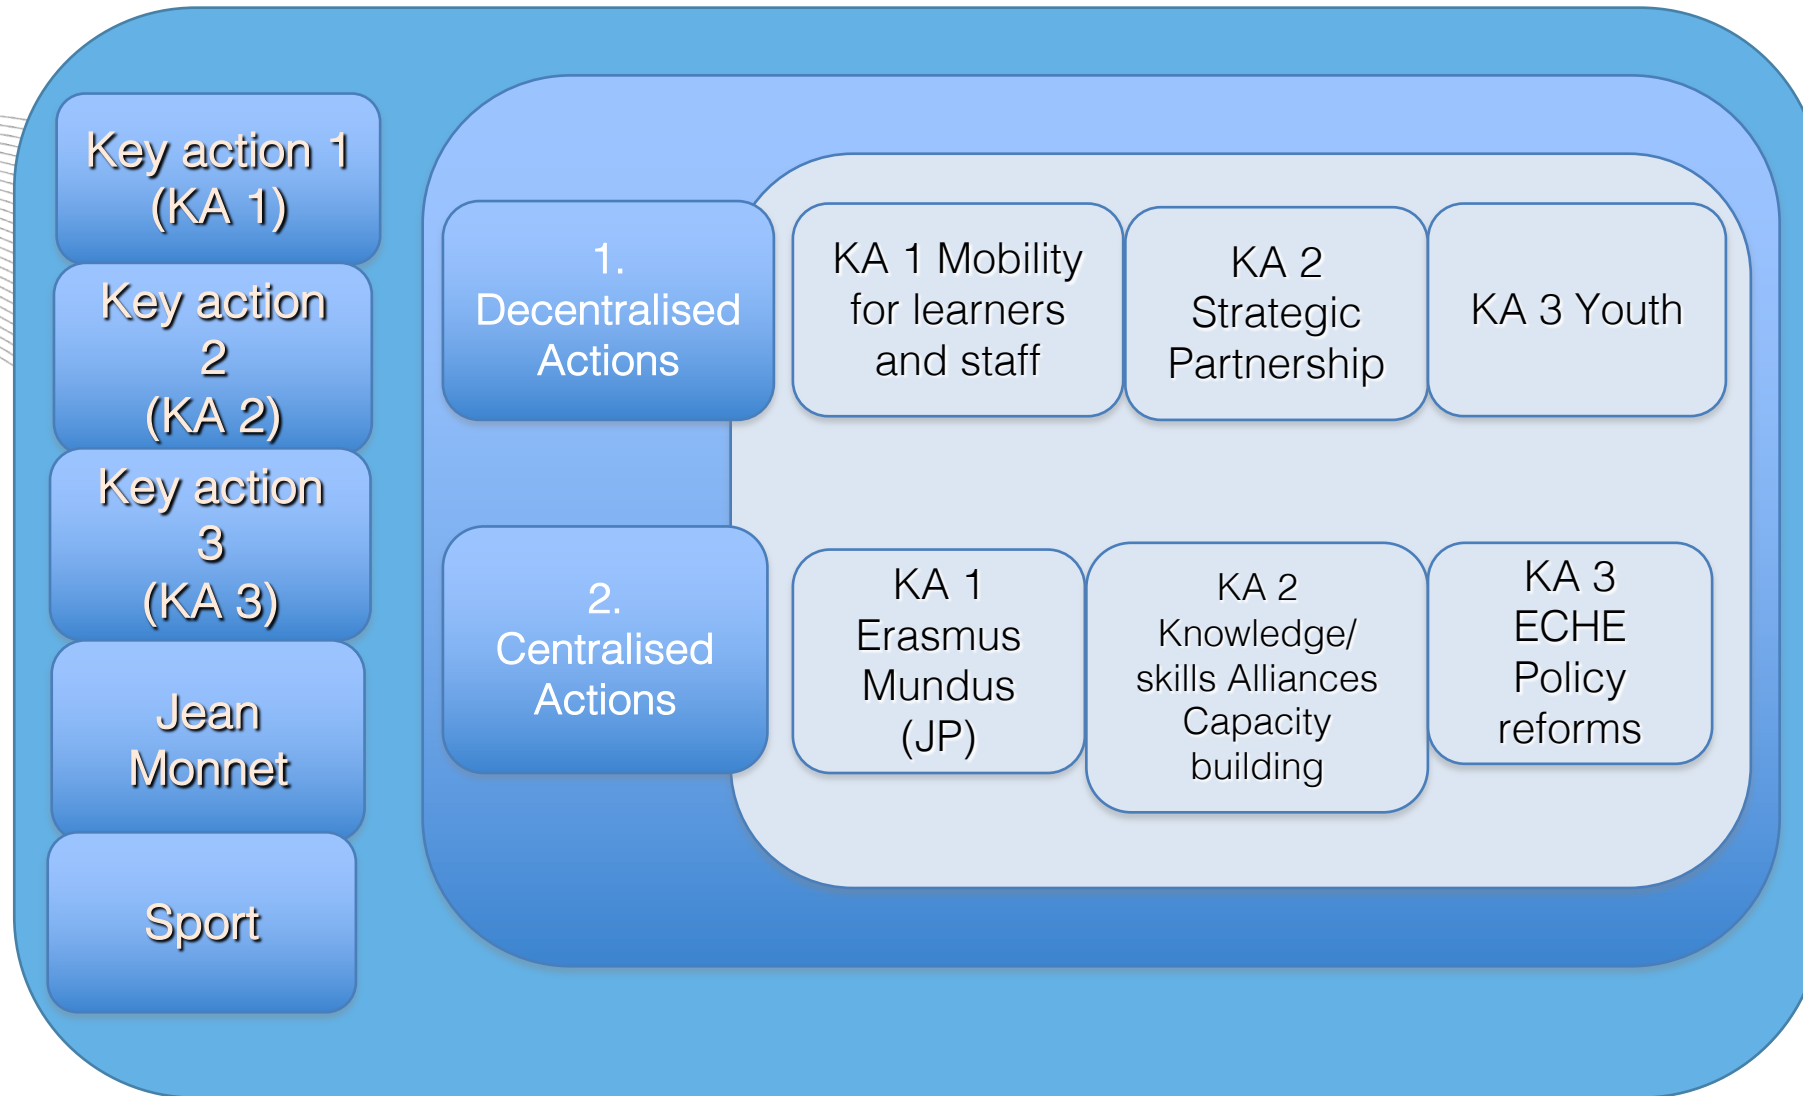 Key action 1
(KA 1)
Key action
2
(KA 2)
Key action
3
(KA 3)
Jean
Monnet
Sport
1.
Decentralised
Actions
KA 1 Mobility
for learners
and staff
KA 2
Strategic
Partnership
KA 3 Youth
2.
Centralised
Actions
KA 1
Erasmus
Mundus
(JP)
KA 2
Knowledge/
skills Alliances
Capacity
building
KA 3
ECHE
Policy
reforms